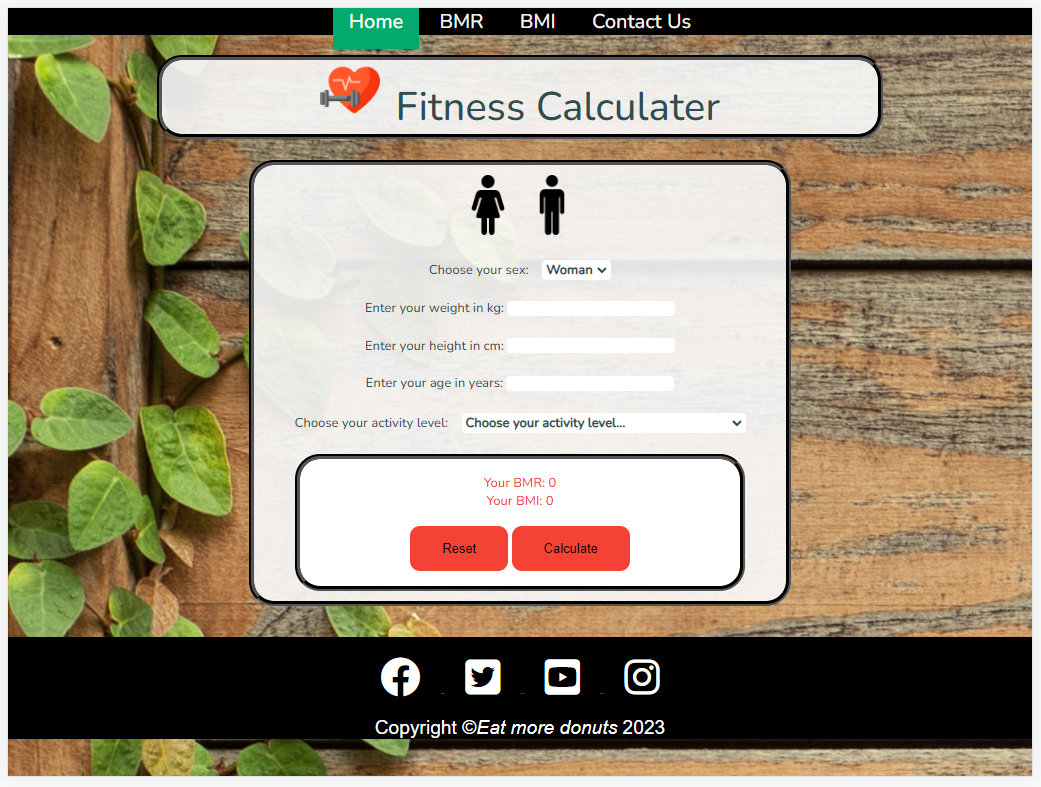 Home BMR BMI Contact Us
Fitness Calculater
Choose your sex: Woman
Enter your weight in kg:
Enter your height in cm:
Enter your age in years:
Choose your activity level: Choose your activity level...
Your BMR: 0
Your BMI: 0
Reset Calculate
Copyright ©Eat more donuts 2023